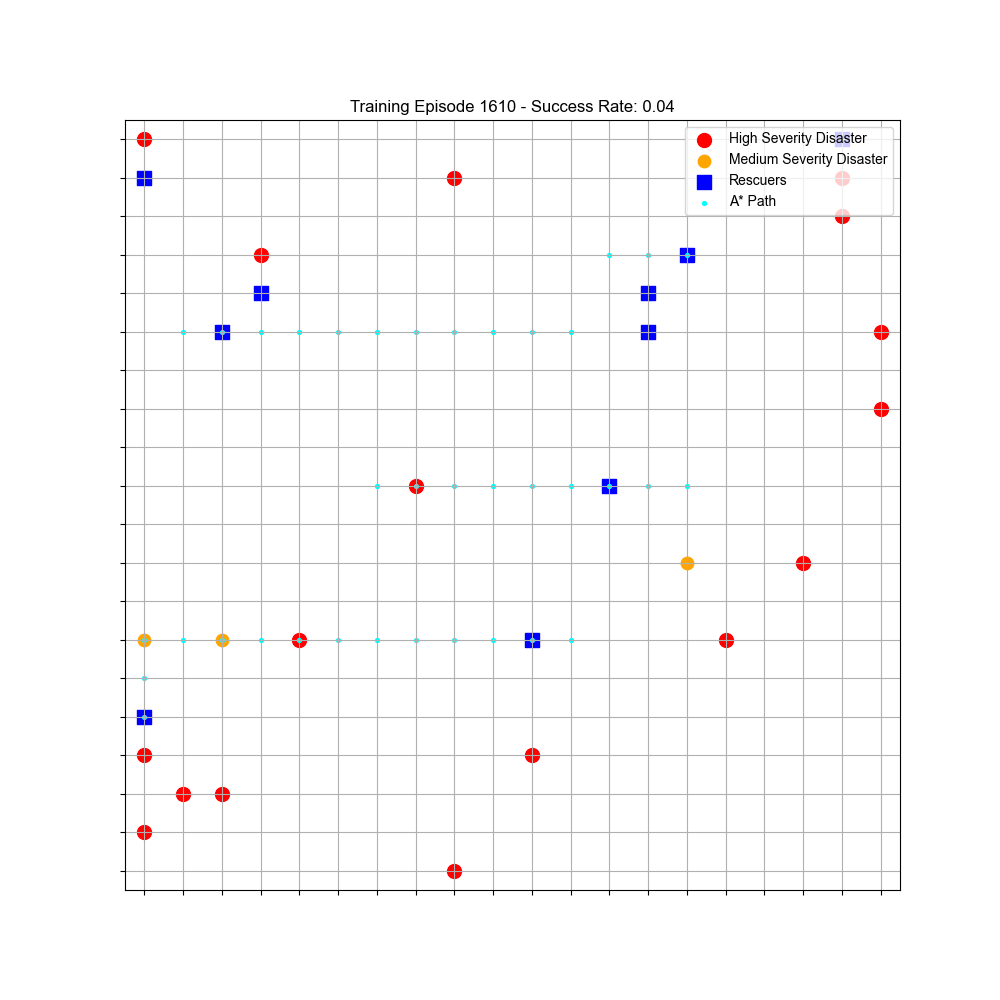 Training Episode 1610 - Success Rate: 0.04
High Severity Disaster
Medium Severity Disaster
Rescuers
A* Path